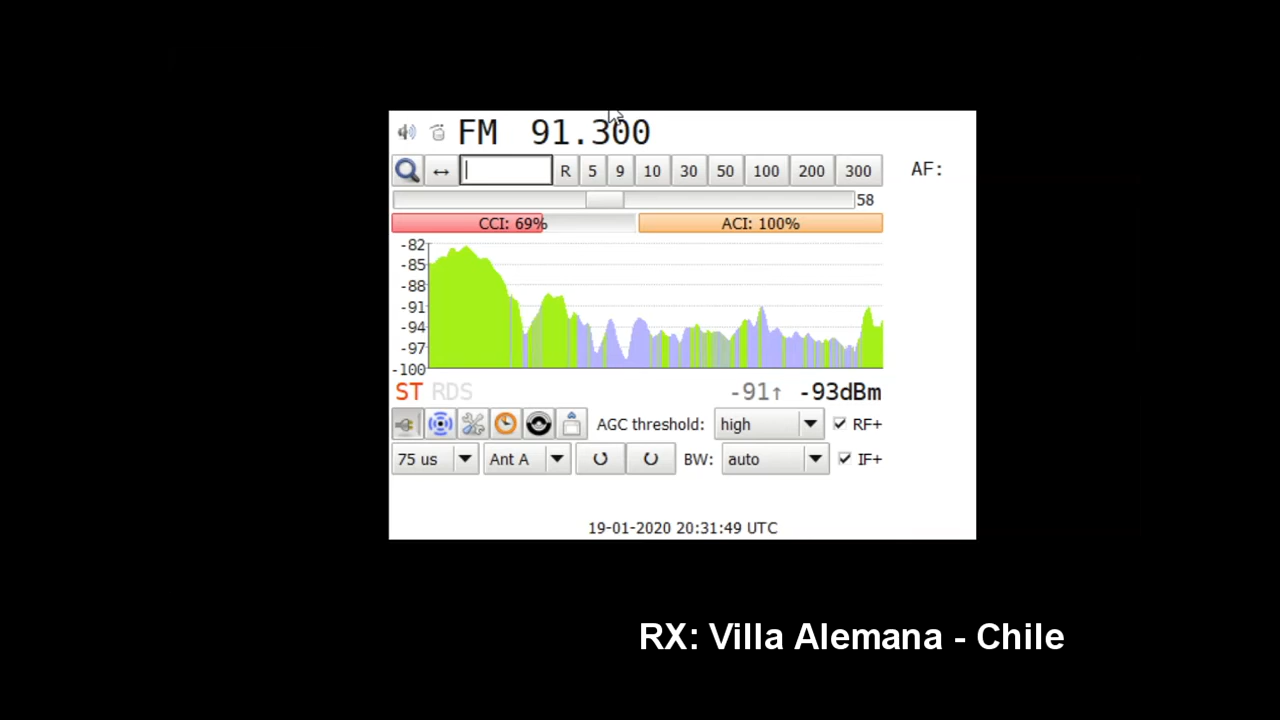 FM 91.300
R 5 9 10 30 50 100 200 300 AF:
58
CCI: 69% ACI: 100%
-82
-85
-88
-91
-94
-97
-100
ST RDS -91↑ -93dBm
AGC threshold: high RF+
75 us Ant A BW: auto IF+
19-01-2020 20:31:49 UTC
RX: Villa Alemana - Chile